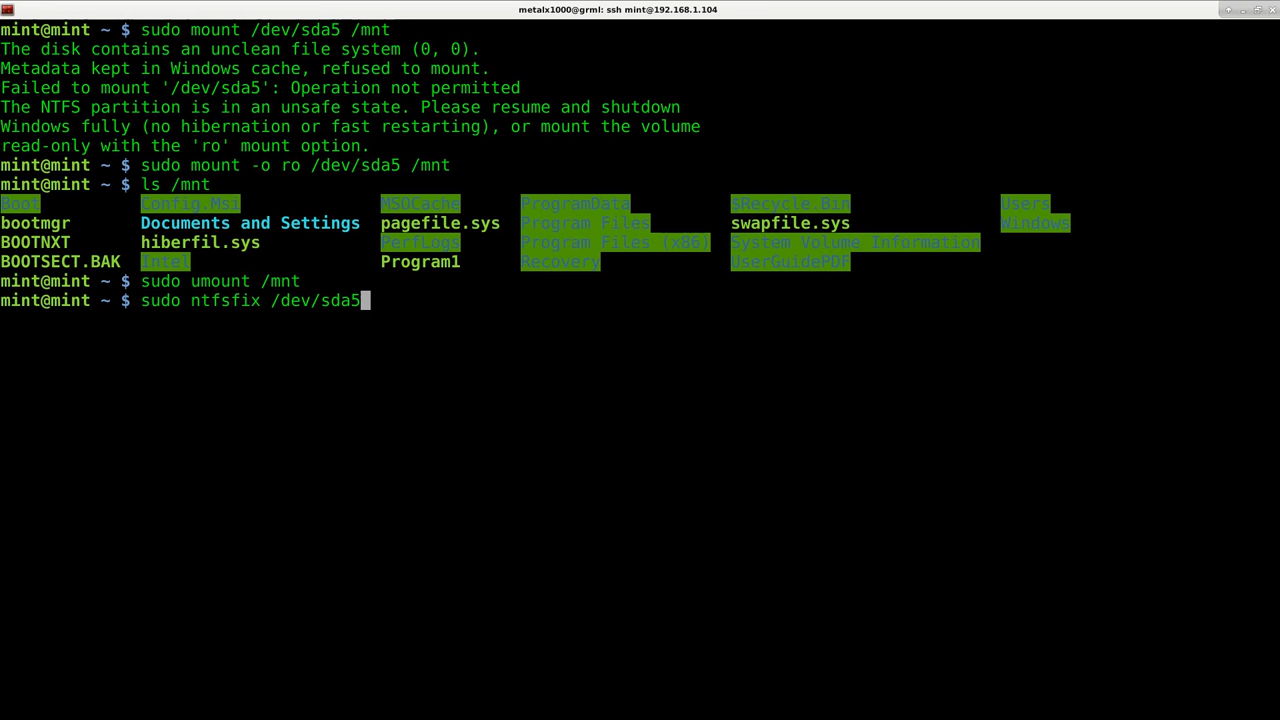 metalx1000@grml: ssh mint@192.168.1.104
mint@mint ~ $ sudo mount /dev/sda5 /mnt
The disk contains an unclean file system (0, 0).
Metadata kept in Windows cache, refused to mount.
Failed to mount '/dev/sda5': Operation not permitted
The NTFS partition is in an unsafe state. Please resume and shutdown
Windows fully (no hibernation or fast restarting), or mount the volume
read-only with the 'ro' mount option.
mint@mint ~ $ sudo mount -o ro /dev/sda5 /mnt
mint@mint ~ $ ls /mnt
Boot Config.Msi MSOCache ProgramData $Recycle.Bin Users
bootmgr Documents and Settings pagefile.sys Program Files swapfile.sys Windows
BOOTNXT hiberfil.sys PerfLogs Program Files (x86) System Volume Information
BOOTSECT.BAK Intel Program1 Recovery UserGuidePDF
mint@mint ~ $ sudo umount /mnt
mint@mint ~ $ sudo ntfsfix /dev/sda5